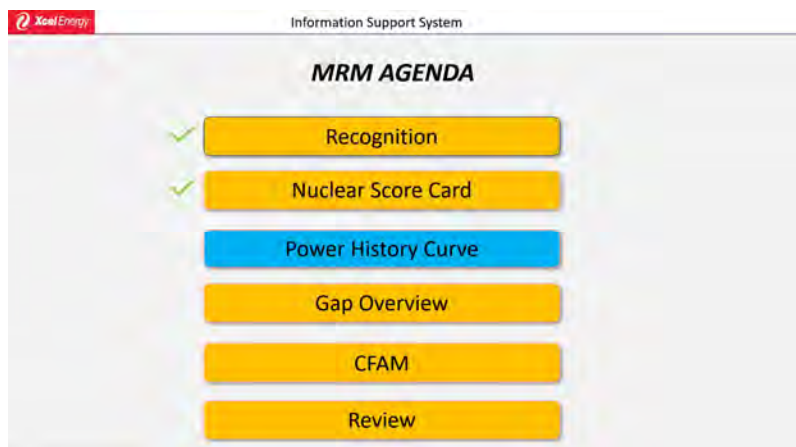 Xcel Energy
Information Support System
MRM AGENDA
Recognition
Nuclear Score Card
Power History Curve
Gap Overview
CFAM
Review